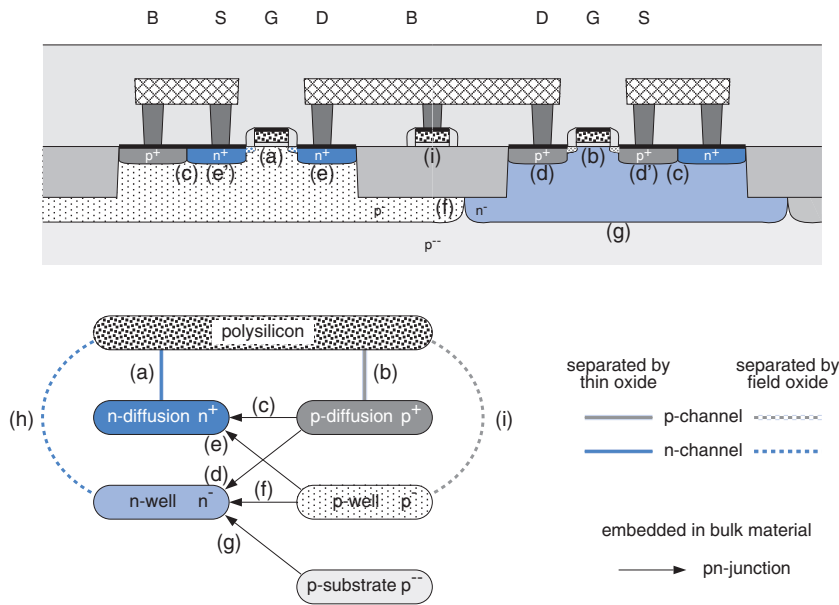 B S G D B D G S
p+ n+ (a) n+ (i) p+ (b) p+ n+
(c) (e') (e) (d) (d') (c)
p- (f) n- (g)
p--
polysilicon
(a) (b)
(h) n-diffusion n+ (c) p-diffusion p+ (i)
(e)
(d)
n-well n- (f) p-well p-
(g)
p-substrate p--
separated by thin oxide
separated by field oxide
p-channel
n-channel
embedded in bulk material
pn-junction